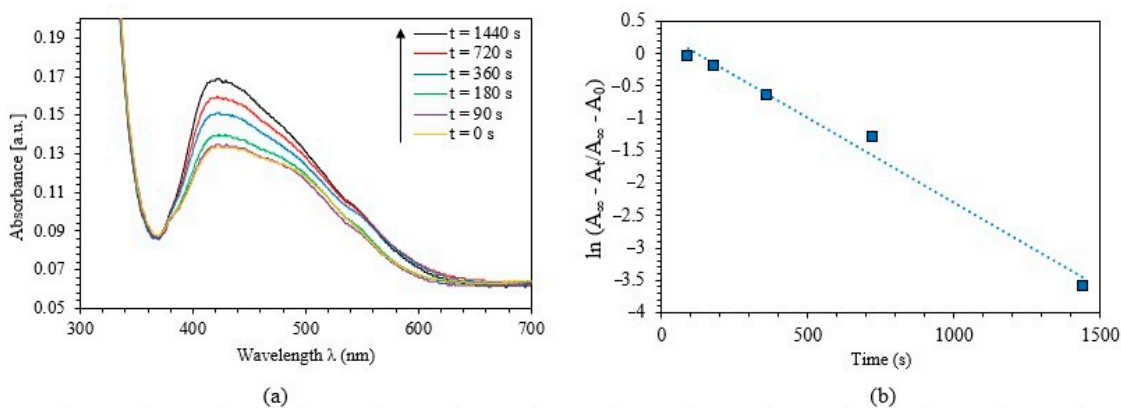 0.19
0.17
0.15
0.13
0.11
0.09
0.07
0.05
Absorbance [a.u.]
300 400 500 600 700
Wavelength λ (nm)
t = 1440 s
t = 720 s
t = 360 s
t = 180 s
t = 90 s
t = 0 s
(a)
0.5
0
−0.5
−1
−1.5
−2
−2.5
−3
−3.5
−4
ln (A∞ - At/A∞ - A0)
0 500 1000 1500
Time (s)
(b)